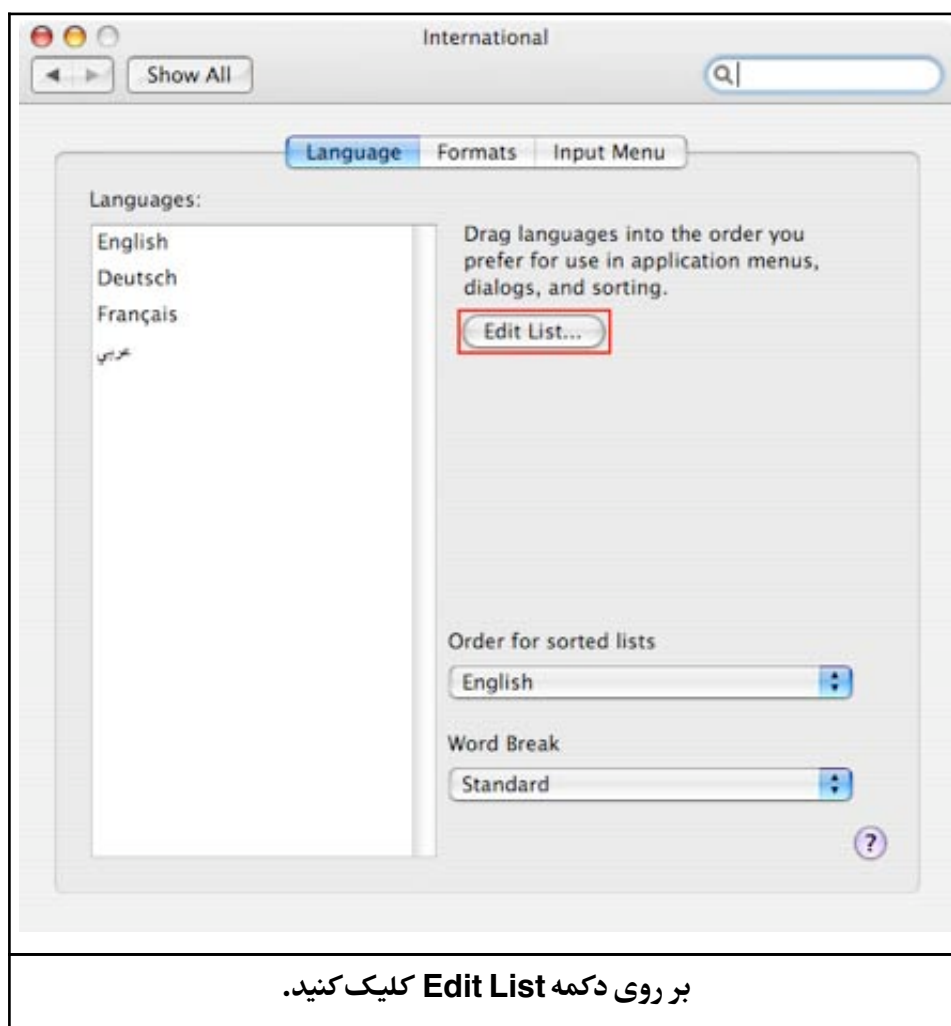 International
Show All
Language Formats Input Menu
Languages:
English
Deutsch
Français
عربي
Drag languages into the order you
prefer for use in application menus,
dialogs, and sorting.
Edit List...
Order for sorted lists
English
Word Break
Standard
?
بر روی دکمه Edit List کلیک کنید.